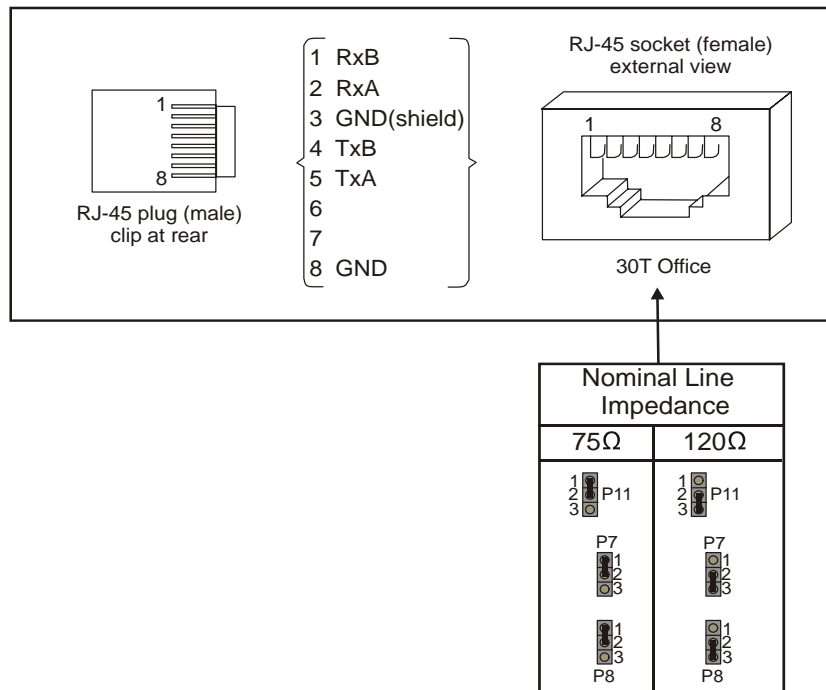 1
8
RJ-45 plug (male)
clip at rear
1 RxB
2 RxA
3 GND(shield)
4 TxB
5 TxA
6
7
8 GND
RJ-45 socket (female)
external view
1 8
30T Office
Nominal Line
Impedance
75Ω 120Ω
1
2 P11
3
1
2 P11
3
P7
1
2
3
P7
1
2
3
1
2
3
P8
1
2
3
P8